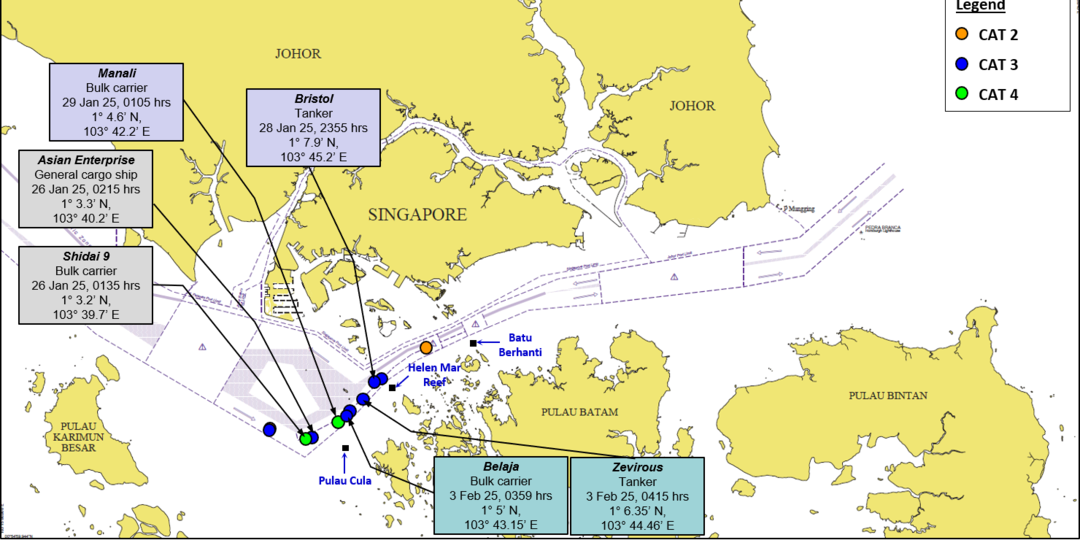 Legend
CAT 2
CAT 3
CAT 4
JOHOR
JOHOR
Manali
Bulk carrier
29 Jan 25, 0105 hrs
1° 4.6’ N,
103° 42.2’ E
Bristol
Tanker
28 Jan 25, 2355 hrs
1° 7.9’ N,
103° 45.2’ E
Asian Enterprise
General cargo ship
26 Jan 25, 0215 hrs
1° 3.3’ N,
103° 40.2’ E
SINGAPORE
P Mungging
PEDRA BRANCA
Shidai 9
Bulk carrier
26 Jan 25, 0135 hrs
1° 3.2’ N,
103° 39.7’ E
Batu
Berhanti
Helen Mar
Reef
PULAU BINTAN
PULAU BATAM
PULAU
KARIMUN
BESAR
Pulau Cula
Belaja
Bulk carrier
3 Feb 25, 0359 hrs
1° 5’ N,
103° 43.15’ E
Zevirous
Tanker
3 Feb 25, 0415 hrs
1° 6.35’ N,
103° 44.46’ E